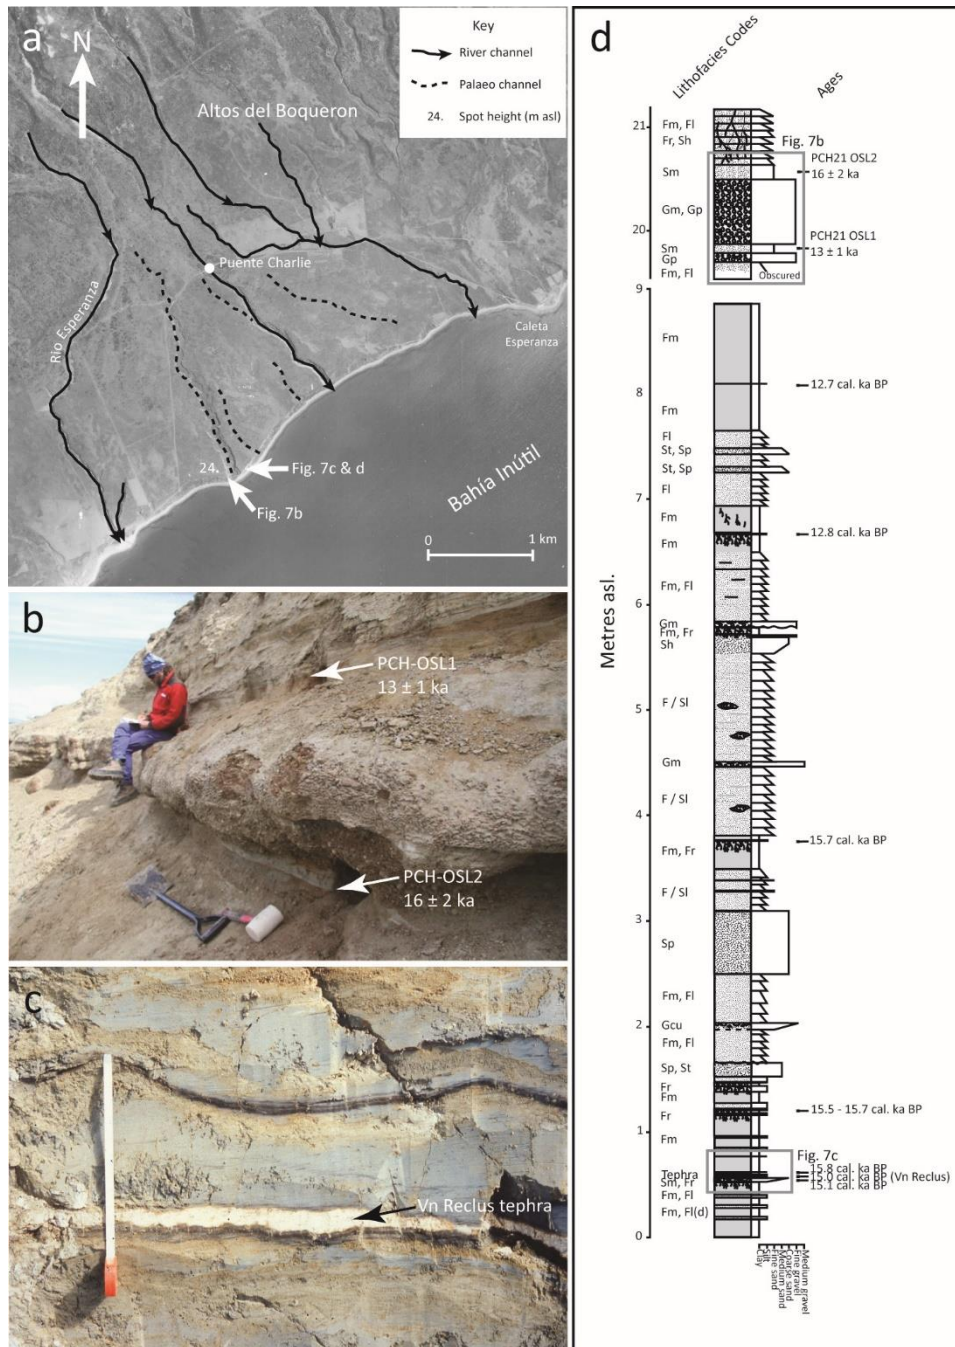 a
N
Key
River channel
Palaeo channel
24. Spot height (m asl)
Altos del Boqueron
Puente Charlie
Rio Esperanza
Caleta
Esperanza
24.
Fig. 7c & d
Fig. 7b
Bahía Inútil
0 1 km
b
PCH-OSL1
13 ± 1 ka
PCH-OSL2
16 ± 2 ka
c
Vn Reclus tephra
d
Lithofacies Codes
Ages
21
Fm, Fl
Fr, Sh
Fig. 7b
PCH21 OSL2
16 ± 2 ka
Sm
Gm, Gp
20
PCH21 OSL1
13 ± 1 ka
Sm
Gp
Fm, Fl
Obscured
9
Fm
8
12.7 cal. ka BP
Fm
Fl
St, Sp
St, Sp
7
Fl
Fm
12.8 cal. ka BP
Fm
Fm, Fl
6
Gm
Fm, Fr
Sh
Metres asl.
5
F / Sl
Gm
F / Sl
4
15.7 cal. ka BP
Fm, Fr
F / Sl
3
Sp
Fm, Fl
2
Gcu
Fm, Fl
Sp, St
Fr
Fm
15.5 - 15.7 cal. ka BP
Fr
1
Fm
Fig. 7c
15.8 cal. ka BP
Tephra
15.0 cal. ka BP (Vn Reclus)
Sm, Fr
15.1 cal. ka BP
Fm, Fl
Fm, Fl(d)
0
Clay
Silt
Fine sand
Medium sand
Coarse sand
Fine gravel
Medium gravel